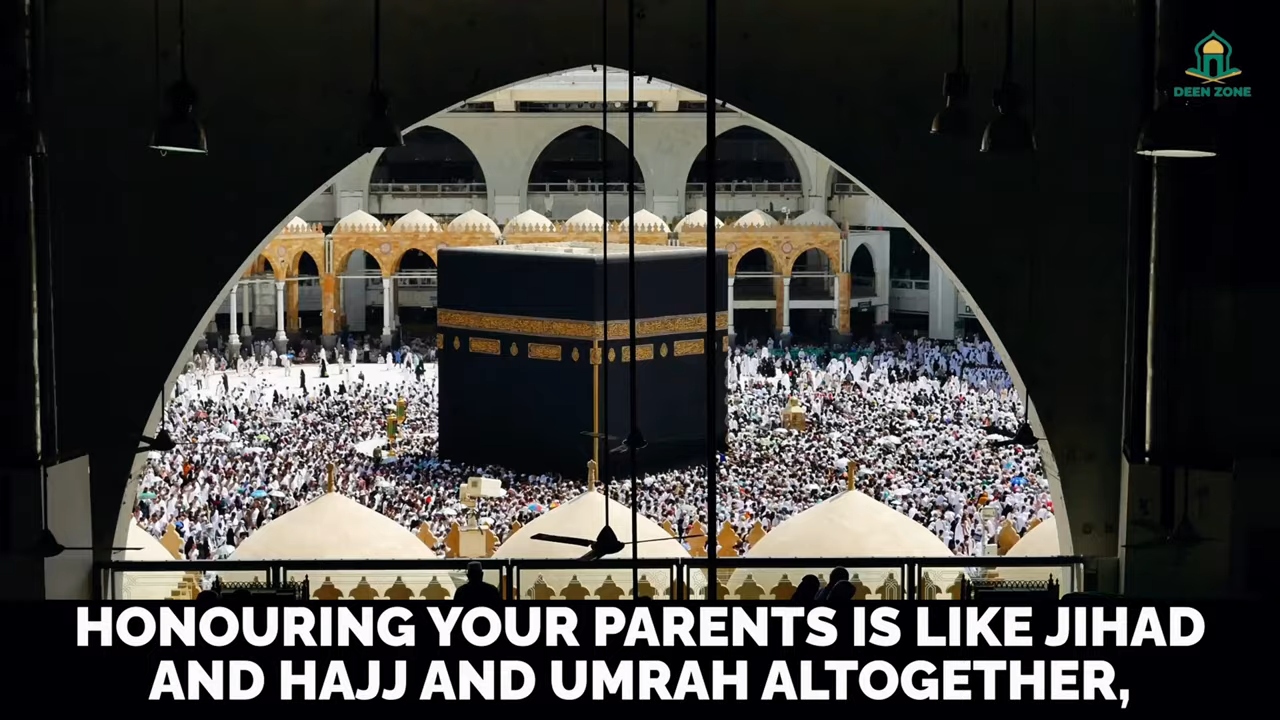 DEEN ZONE
HONOURING YOUR PARENTS IS LIKE JIHAD
AND HAJJ AND UMRAH ALTOGETHER,